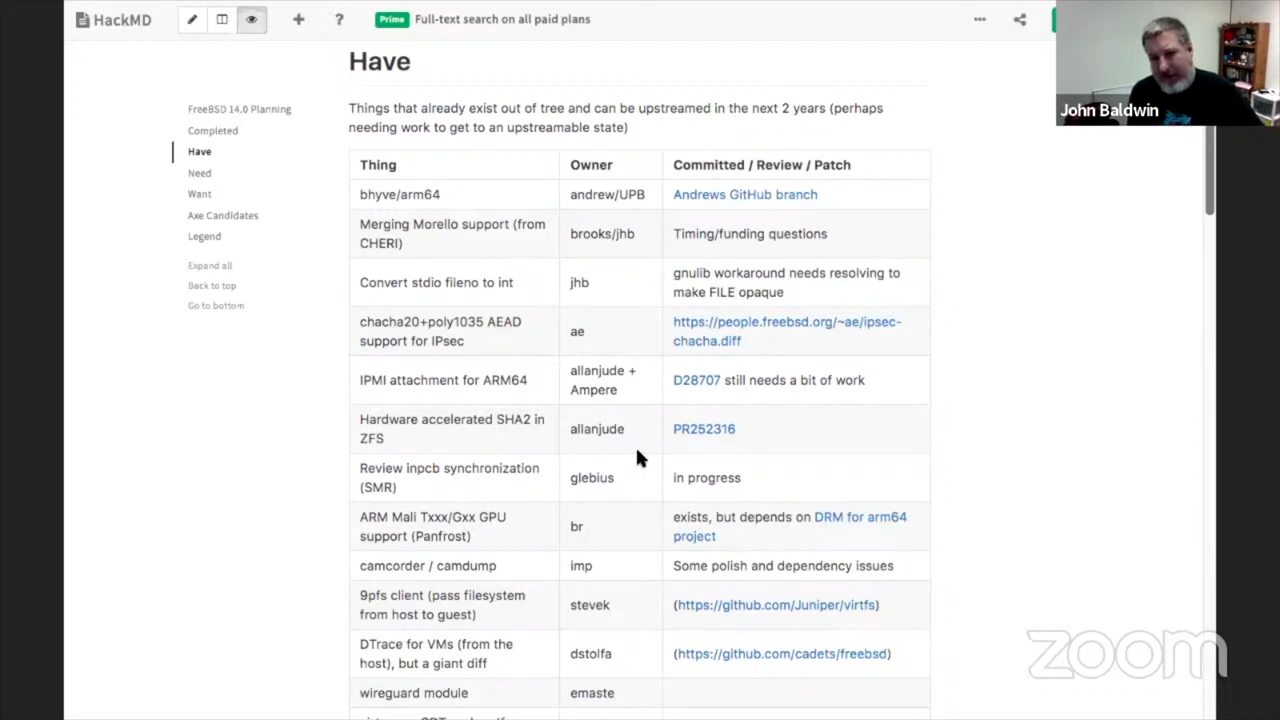 HackMD
+
?
Prime Full-text search on all paid plans
John Baldwin
FreeBSD 14.0 Planning
Completed
Have
Need
Want
Axe Candidates
Legend
Expand all
Back to top
Go to bottom
Have
Things that already exist out of tree and can be upstreamed in the next 2 years (perhaps
needing work to get to an upstreamable state)
Thing Owner Committed / Review / Patch
bhyve/arm64 andrew/UPB Andrews GitHub branch
Merging Morello support (from
CHERI)
brooks/jhb
Timing/funding questions
Convert stdio fileno to int
jhb
gnulib workaround needs resolving to
make FILE opaque
chacha20+poly1035 AEAD
support for IPsec
ae
https://people.freebsd.org/~ae/ipsec-
chacha.diff
IPMI attachment for ARM64
allanjude +
Ampere
D28707 still needs a bit of work
Hardware accelerated SHA2 in
ZFS
allanjude
PR252316
Review inpcb synchronization
(SMR)
glebius
in progress
ARM Mali Txxx/Gxx GPU
support (Panfrost)
br
exists, but depends on DRM for arm64
project
camcorder / camdump imp Some polish and dependency issues
9pfs client (pass filesystem
from host to guest)
stevek
(https://github.com/Juniper/virtfs)
DTrace for VMs (from the
host), but a giant diff
dstolfa
(https://github.com/cadets/freebsd)
wireguard module emaste
zoom